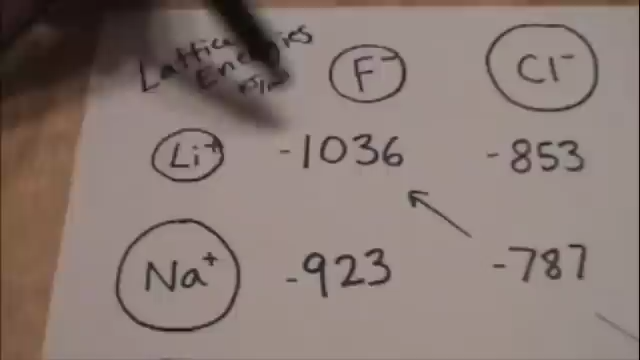 Lattice
Energies
F⁻ Cl⁻
Li⁺ -1036 -853
Na⁺ -923 -787